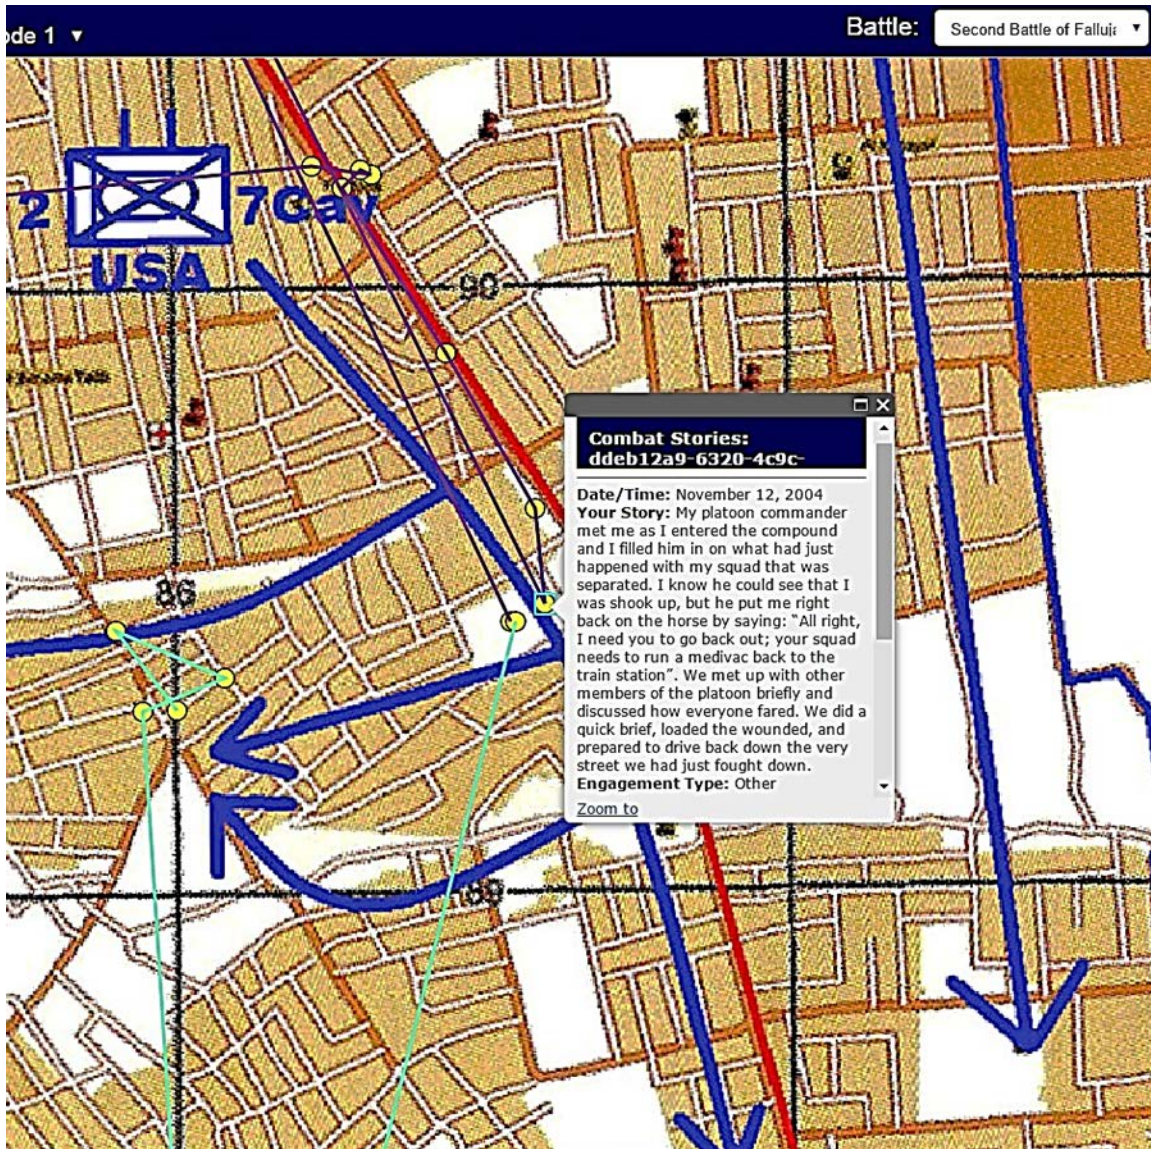 ode 1 ▼
Battle:
Second Battle of Falluja
2
7Cav
USA
90
Combat Stories:
ddeb12a9-6320-4c9c-
Date/Time: November 12, 2004
Your Story: My platoon commander
met me as I entered the compound
and I filled him in on what had just
happened with my squad that was
separated. I know he could see that I
was shook up, but he put me right
back on the horse by saying: “All right,
I need you to go back out; your squad
needs to run a medivac back to the
train station”. We met up with other
members of the platoon briefly and
discussed how everyone fared. We did a
quick brief, loaded the wounded, and
prepared to drive back down the very
street we had just fought down.
Engagement Type: Other
Zoom to
86
89